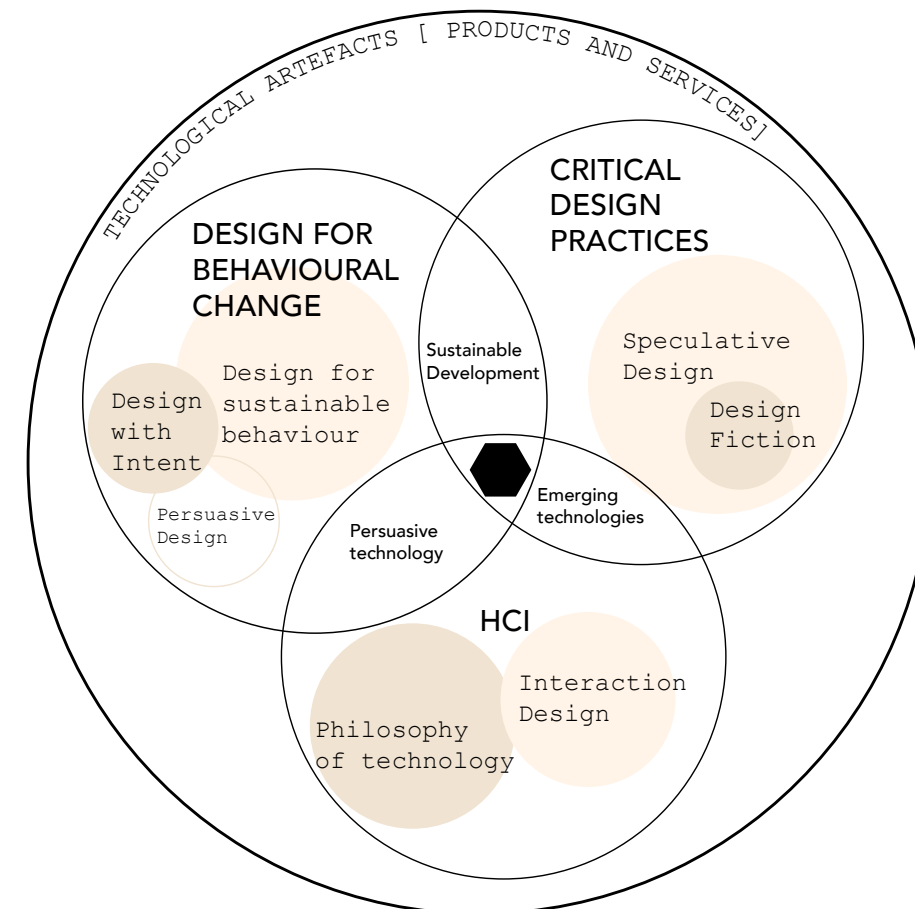 TECHNOLOGICAL ARTEFACTS [ PRODUCTS AND SERVICES]
CRITICAL
DESIGN
PRACTICES
DESIGN FOR
BEHAVIOURAL
CHANGE
Speculative
Design
Sustainable
Development
Design for
sustainable
behaviour
Design
with
Intent
Design
Fiction
Persuasive
Design
Emerging
technologies
Persuasive
technology
HCI
Interaction
Design
Philosophy
of technology